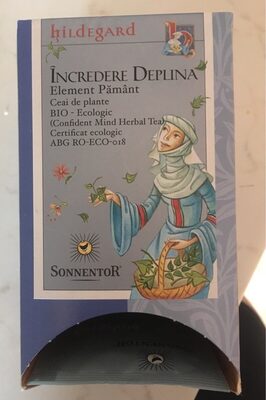 hildegard
ÎNCREDERE DEPLINA
Element Pământ
Ceai de plante
BIO - Ecologic
(Confident Mind Herbal Tea)
Certificat ecologic
ABG RO-ECO-018
SONNENTOR®